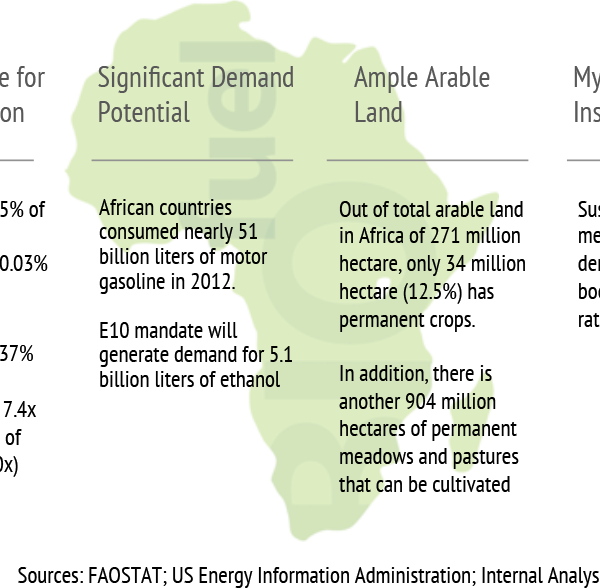 e for
on
5% of
0.03%
37%
7.4x
of
0x)
Significant Demand
Potential
African countries
consumed nearly 51
billion liters of motor
gasoline in 2012.
E10 mandate will
generate demand for 5.1
billion liters of ethanol
Ample Arable
Land
Out of total arable land
in Africa of 271 million
hectare, only 34 million
hectare (12.5%) has
permanent crops.
In addition, there is
another 904 million
hectares of permanent
meadows and pastures
that can be cultivated
My
Ins
Sus
me
der
boo
rat
BIO
fuel
Sources: FAOSTAT; US Energy Information Administration; Internal Analys